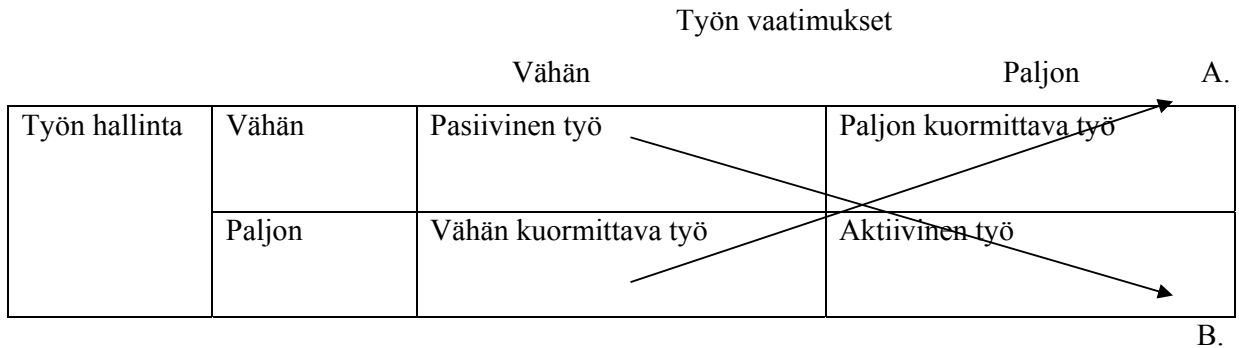 Työn vaatimukset
Vähän Paljon A.
Työn hallinta Vähän Pasiivinen työ Paljon kuormittava työ
Paljon Vähän kuormittava työ Aktiivinen työ
B.